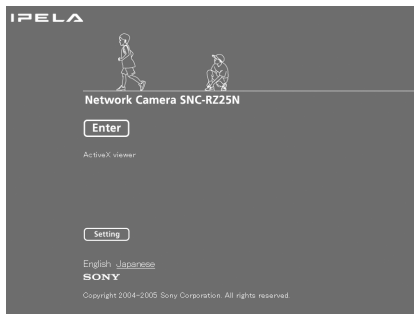 IPELA
Network Camera SNC-RZ25N
Enter
ActiveX viewer
Setting
English Japanese
SONY
Copyright 2004-2005 Sony Corporation. All rights reserved.